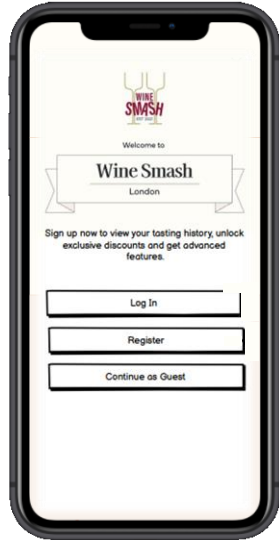 WINE
SMASH
Welcome to
Wine Smash
London
Sign up now to view your tasting history, unlock
exclusive discounts and get advanced
features.
Log In
Register
Continue as Guest